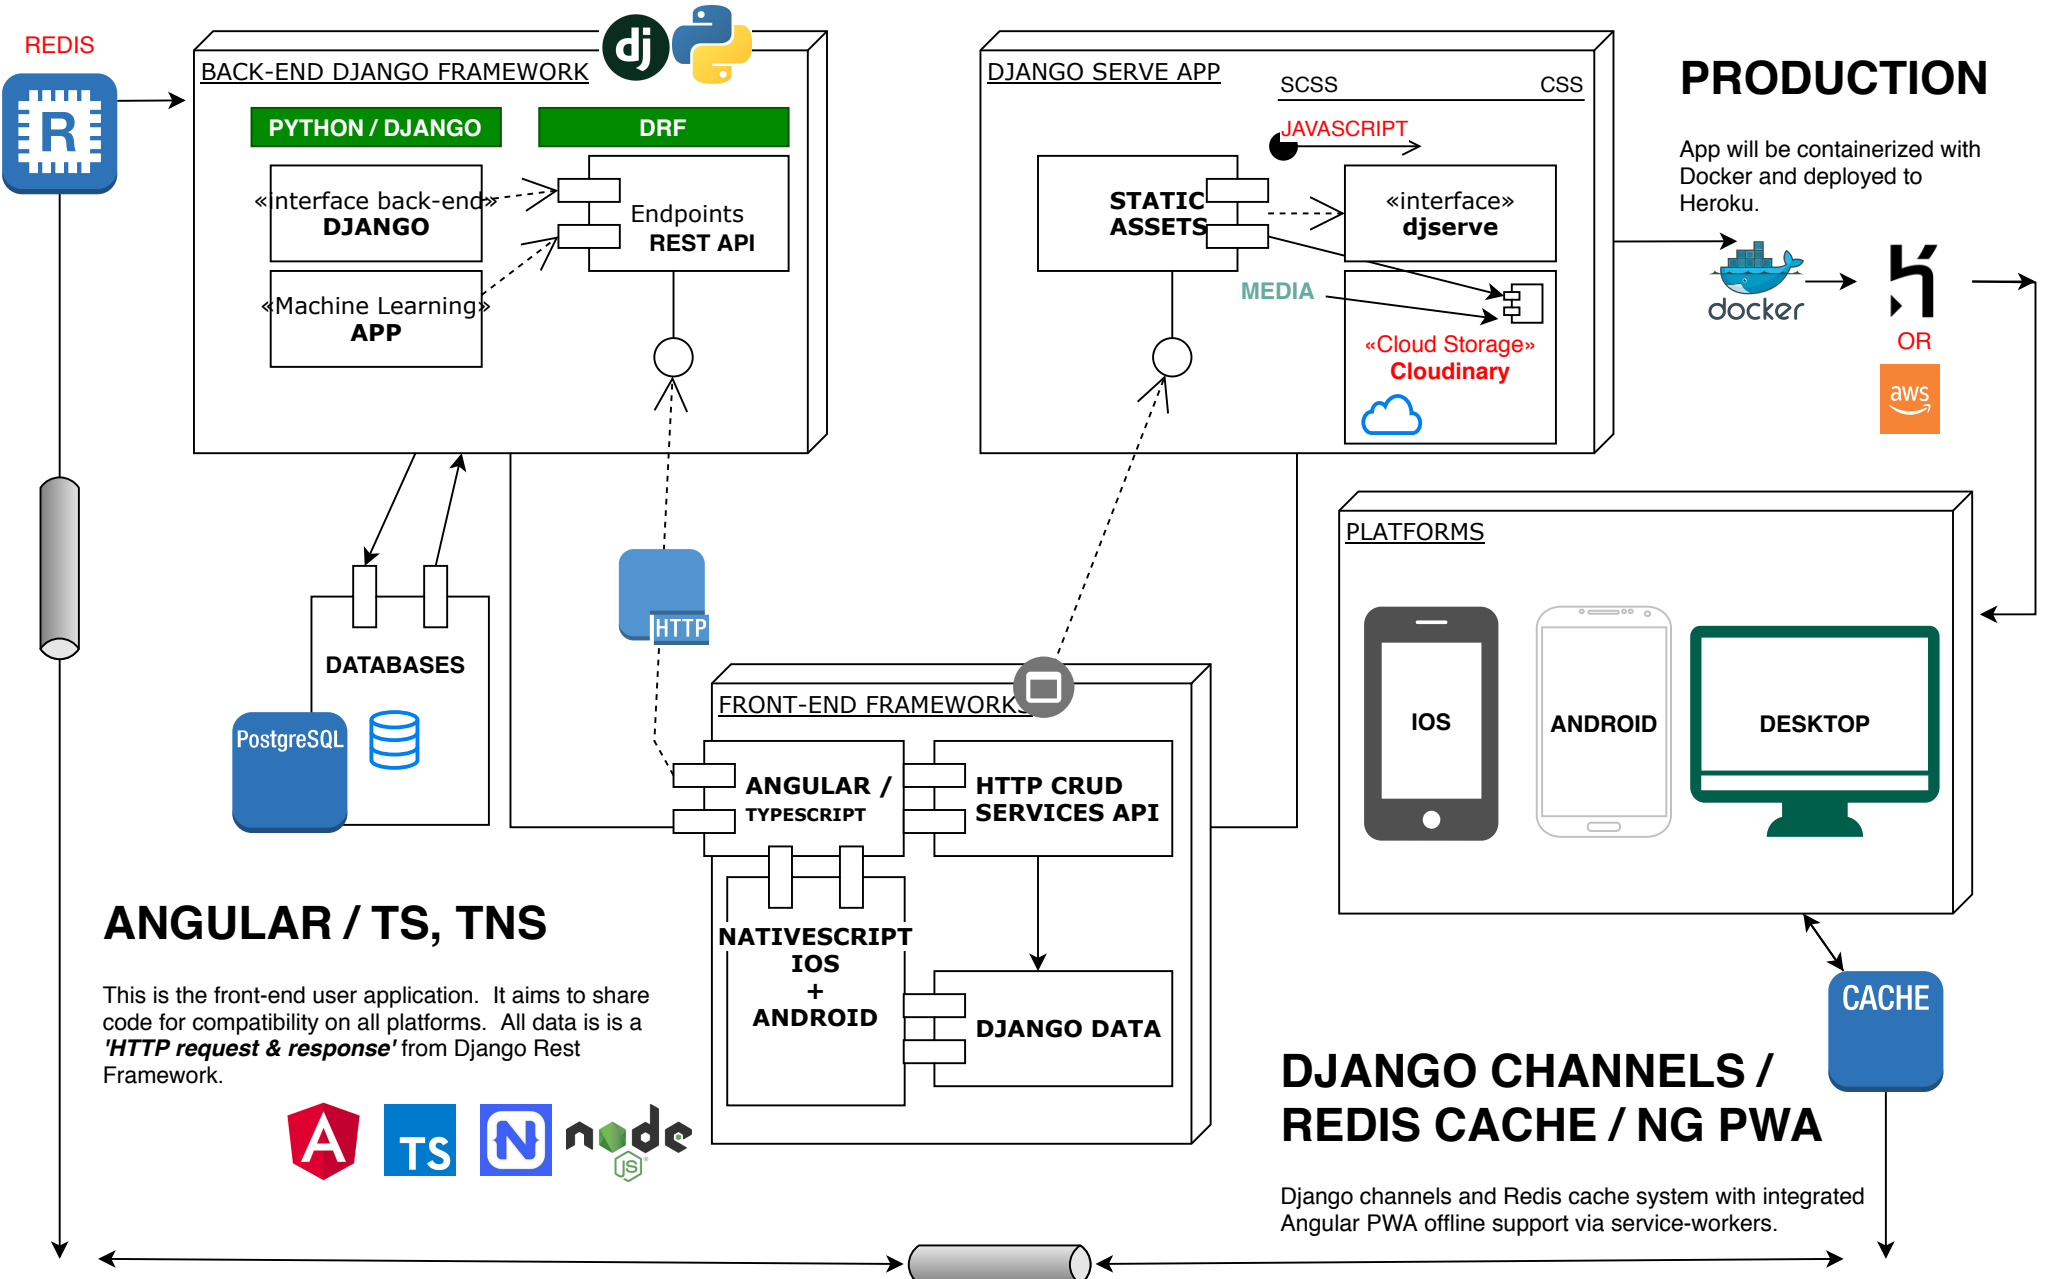 REDIS
R
BACK-END DJANGO FRAMEWORK
dj
PYTHON / DJANGO
DRF
«interface back-end»
DJANGO
Endpoints
REST API
«Machine Learning»
APP
DJANGO SERVE APP
SCSS
CSS
JAVASCRIPT
STATIC
ASSETS
«interface»
djserve
MEDIA
«Cloud Storage»
Cloudinary
PRODUCTION
App will be containerized with
Docker and deployed to
Heroku.
docker
OR
aws
HTTP
DATABASES
PostgreSQL
FRONT-END FRAMEWORKS
ANGULAR /
TYPESCRIPT
HTTP CRUD
SERVICES API
NATIVESCRIPT
IOS
+
ANDROID
DJANGO DATA
PLATFORMS
IOS
ANDROID
DESKTOP
ANGULAR / TS, TNS
This is the front-end user application.  It aims to share
code for compatibility on all platforms.  All data is is a
'HTTP request & response' from Django Rest
Framework.
A
TS
N
node
JS
CACHE
DJANGO CHANNELS /
REDIS CACHE / NG PWA
Django channels and Redis cache system with integrated
Angular PWA offline support via service-workers.